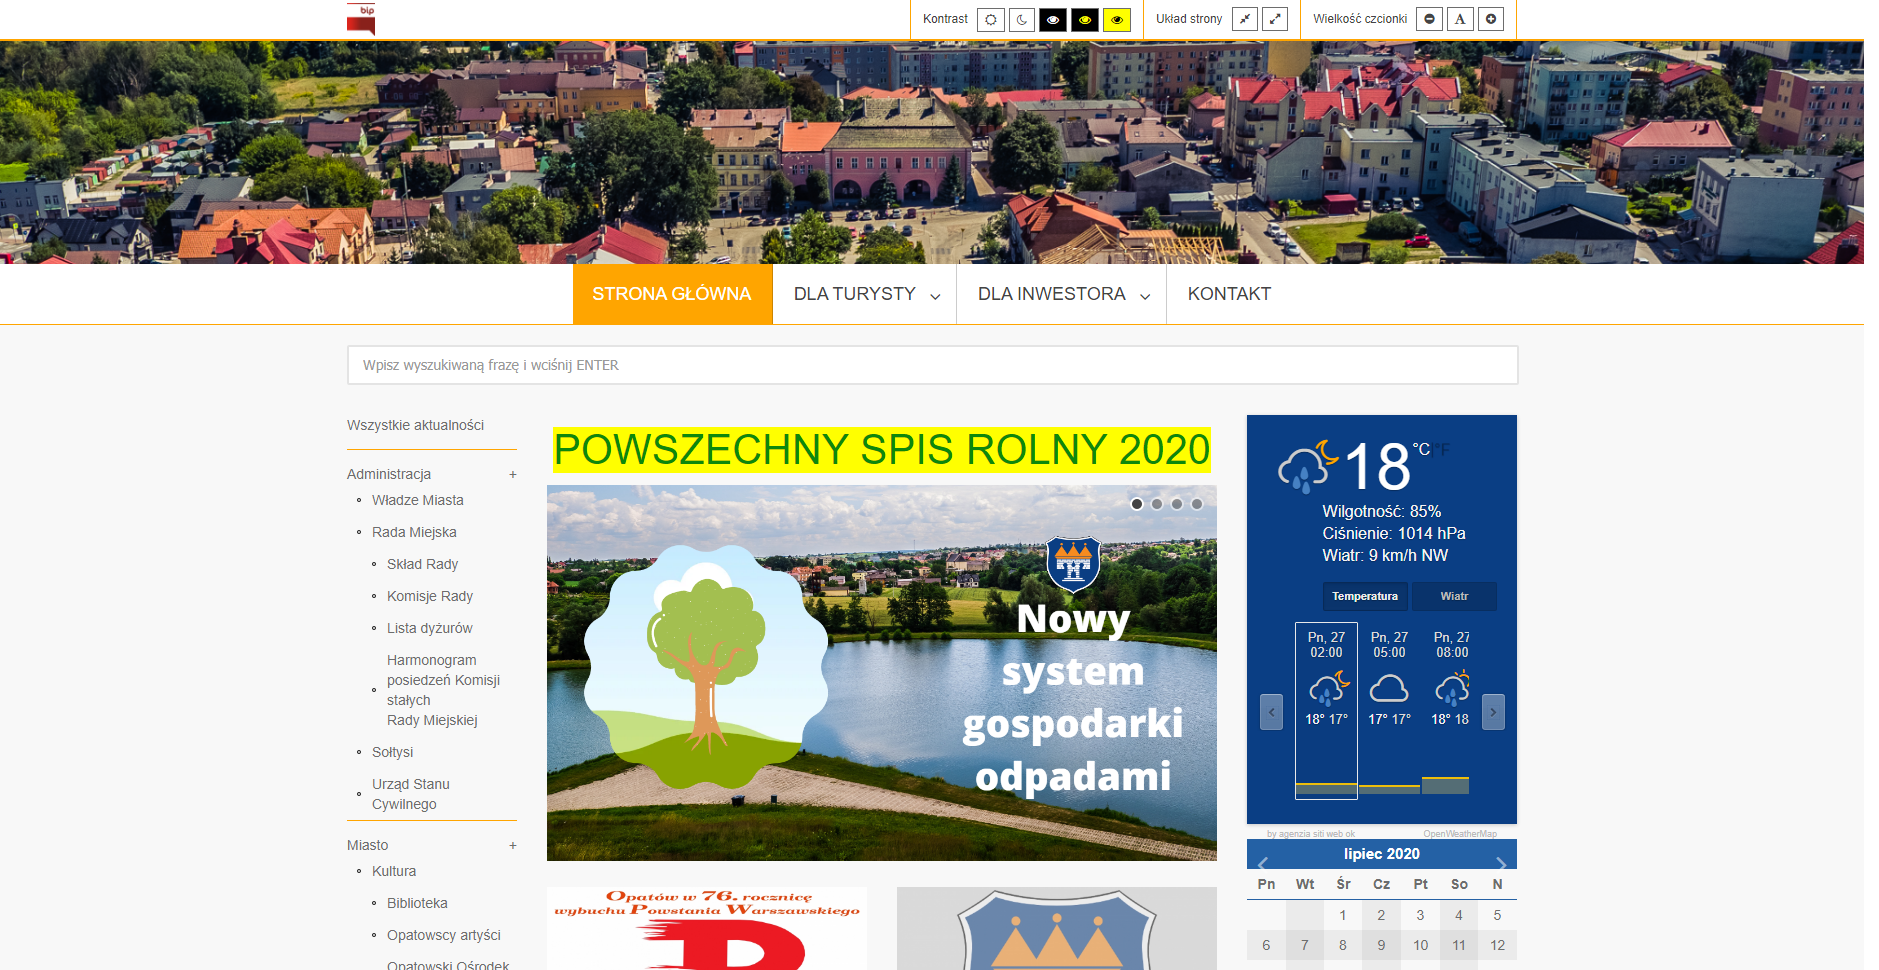 bip
Kontrast
Układ strony
Wielkość czcionki
A
STRONA GŁÓWNA
DLA TURYSTY
DLA INWESTORA
KONTAKT
Wpisz wyszukiwaną frazę i wciśnij ENTER
Wszystkie aktualności
Administracja +
Władze Miasta
Rada Miejska
Skład Rady
Komisje Rady
Lista dyżurów
Harmonogram
posiedzeń Komisji
stałych
Rady Miejskiej
Sołtysi
Urząd Stanu
Cywilnego
Miasto +
Kultura
Biblioteka
Opatowscy artyści
Opatowski Ośrodek
POWSZECHNY SPIS ROLNY 2020
Nowy
system
gospodarki
odpadami
Opatów w 76. rocznicę
wybuchu Powstania Warszawskiego
18 °C|°F
Wilgotność: 85%
Ciśnienie: 1014 hPa
Wiatr: 9 km/h NW
Temperatura Wiatr
Pn, 27 Pn, 27 Pn, 27
02:00 05:00 08:00
18° 17° 17° 17° 18° 18
by agenzia siti web ok OpenWeatherMap
lipiec 2020
Pn Wt Śr Cz Pt So N
1 2 3 4 5
6 7 8 9 10 11 12